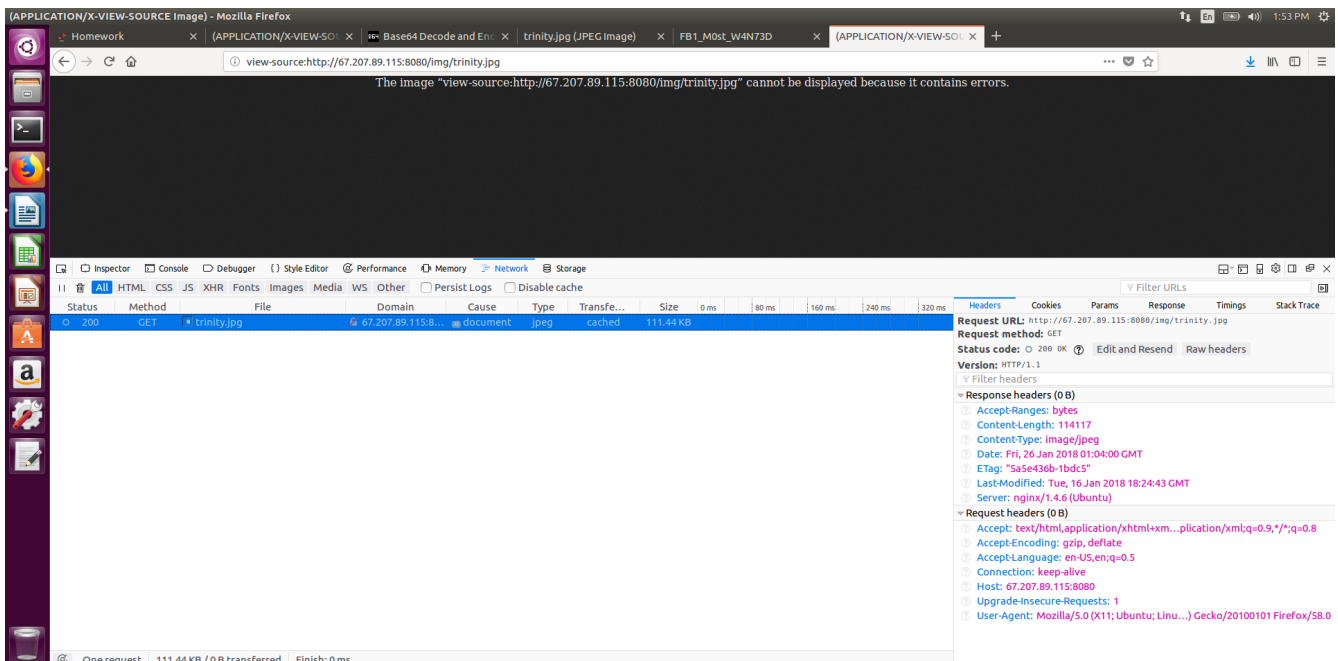 (APPLICATION/X-VIEW-SOURCE Image) - Mozilla Firefox
En
1:53 PM
Homework
(APPLICATION/X-VIEW-SOU
Base64 Decode and Enc
trinity.jpg (JPEG Image)
FB1_M0st_W4N73D
(APPLICATION/X-VIEW-SOU
view-source:http://67.207.89.115:8080/img/trinity.jpg
The image “view-source:http://67.207.89.115:8080/img/trinity.jpg” cannot be displayed because it contains errors.
Inspector Console Debugger {} Style Editor Performance Memory Network Storage
All HTML CSS JS XHR Fonts Images Media WS Other Persist Logs Disable cache
Filter URLs
Status Method File Domain Cause Type Transfe... Size 0 ms 80 ms 160 ms 240 ms 320 ms
200 GET trinity.jpg 67.207.89.115:8... document jpeg cached 111.44 KB
Headers Cookies Params Response Timings Stack Trace
Request URL: http://67.207.89.115:8080/img/trinity.jpg
Request method: GET
Status code: 200 OK Edit and Resend Raw headers
Version: HTTP/1.1
Filter headers
Response headers (0 B)
Accept-Ranges: bytes
Content-Length: 114117
Content-Type: image/jpeg
Date: Fri, 26 Jan 2018 01:04:00 GMT
ETag: "5a5e436b-1bdc5"
Last-Modified: Tue, 16 Jan 2018 18:24:43 GMT
Server: nginx/1.4.6 (Ubuntu)
Request headers (0 B)
Accept: text/html,application/xhtml+xm…plication/xml;q=0.9,*/*;q=0.8
Accept-Encoding: gzip, deflate
Accept-Language: en-US,en;q=0.5
Connection: keep-alive
Host: 67.207.89.115:8080
Upgrade-Insecure-Requests: 1
User-Agent: Mozilla/5.0 (X11; Ubuntu; Linu…) Gecko/20100101 Firefox/58.0
One request 111.44 KB / 0 B transferred Finish: 0 ms